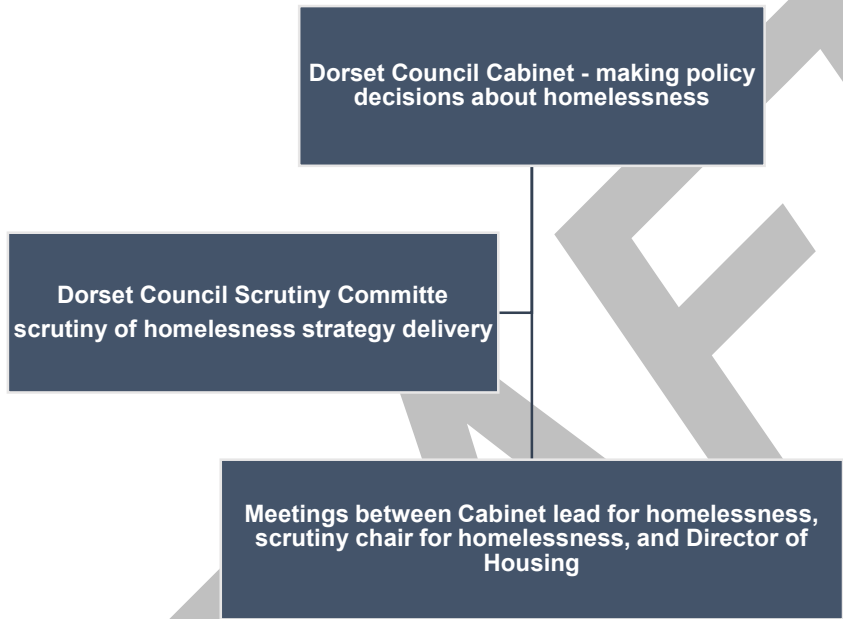 Dorset Council Cabinet - making policy
decisions about homelessness
Dorset Council Scrutiny Committe
scrutiny of homelesness strategy delivery
Meetings between Cabinet lead for homelessness,
scrutiny chair for homelessness, and Director of
Housing